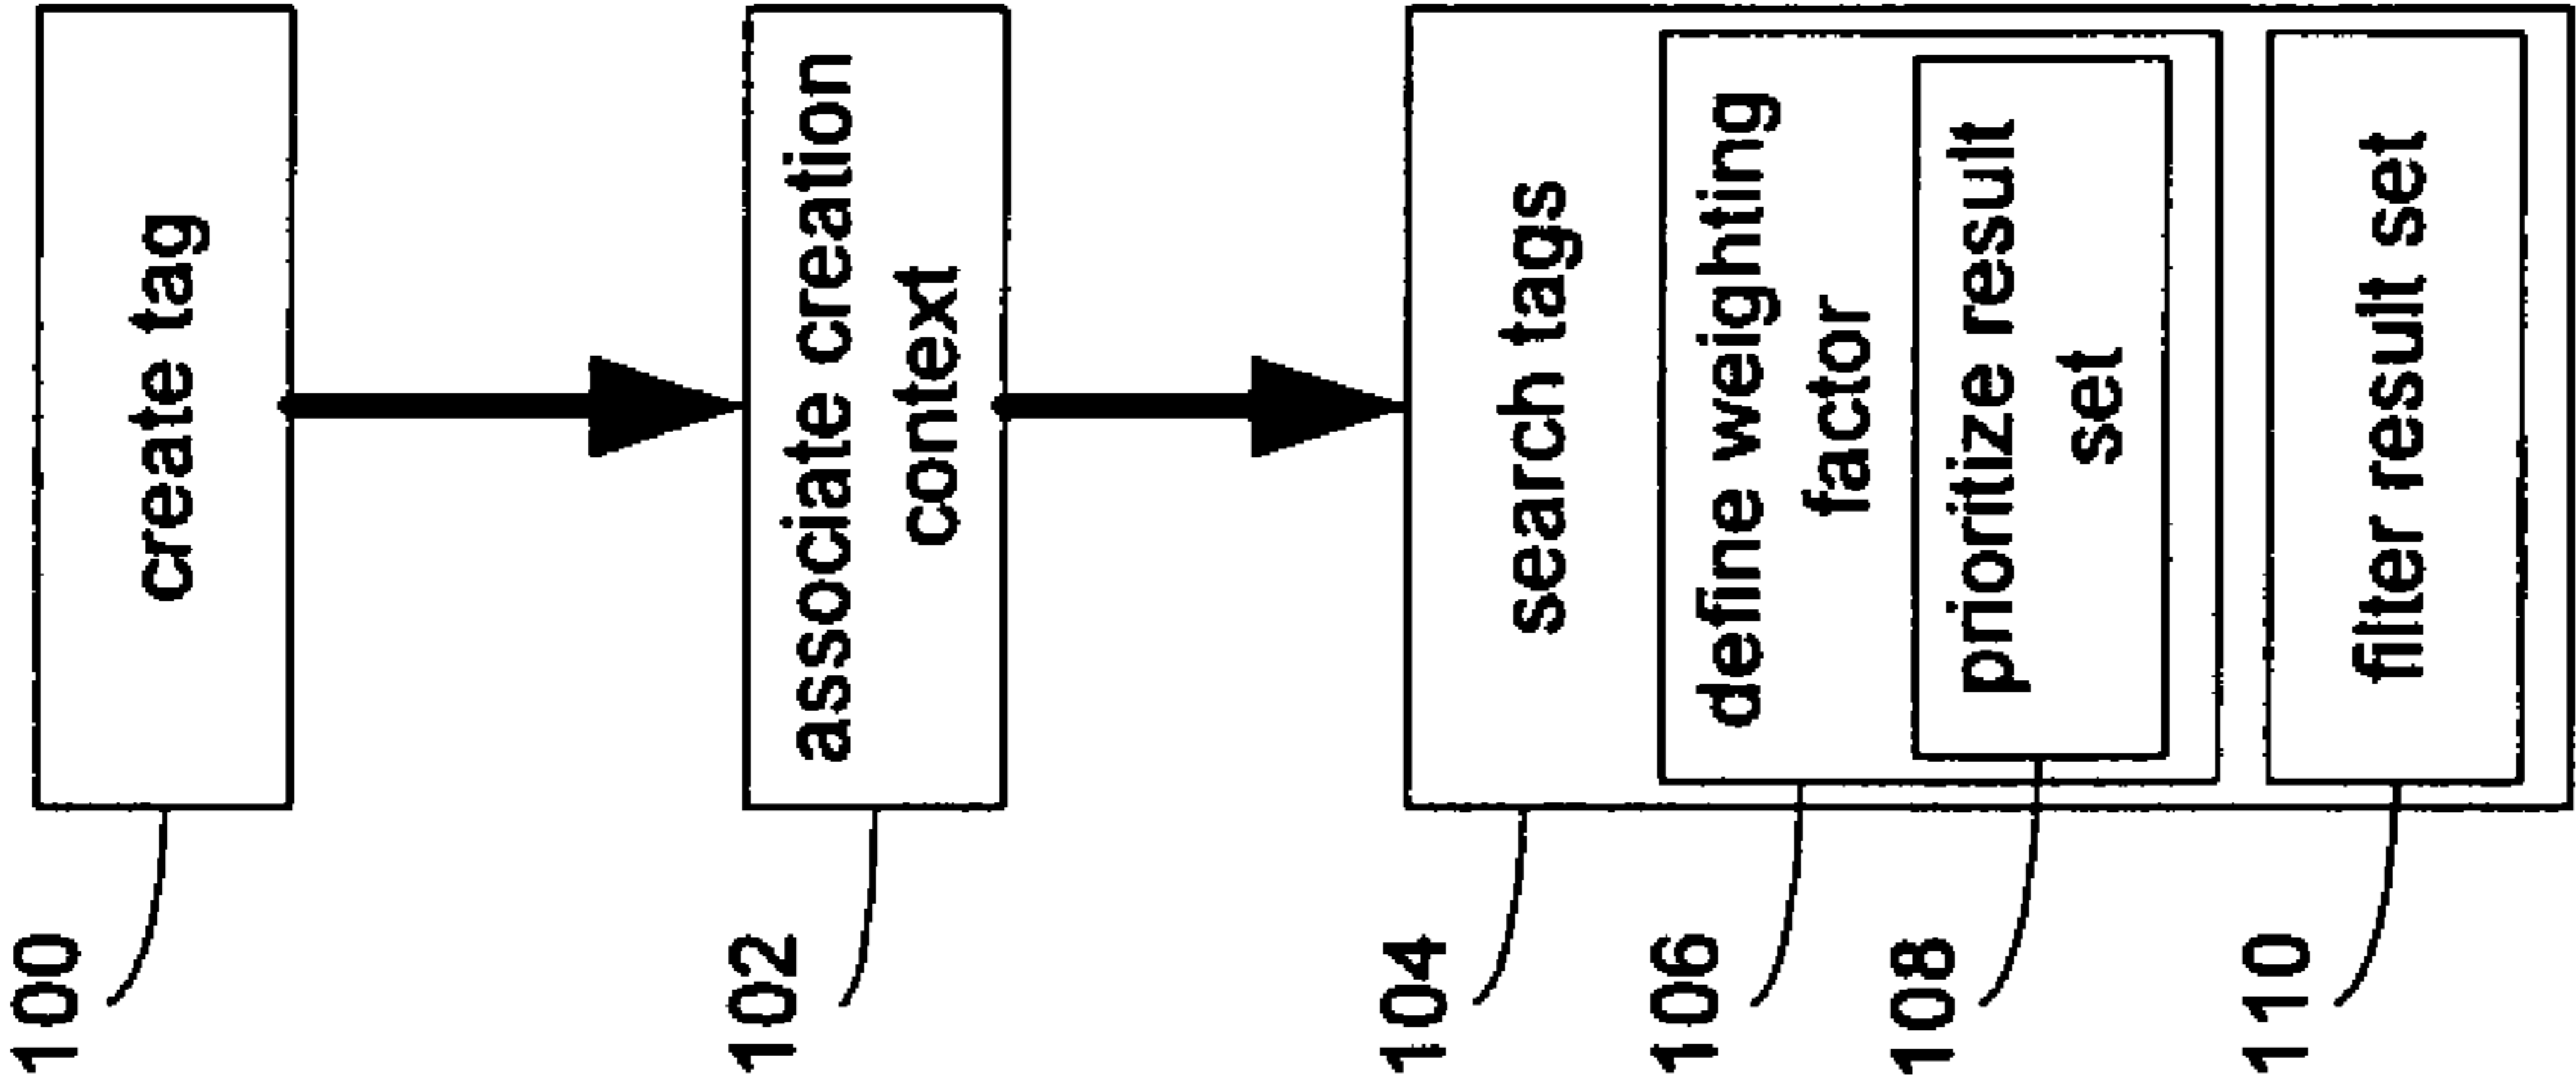 100
create tag
102
associate creation
context
104
search tags
106
define weighting
factor
108
prioritize result
set
110
filter result set